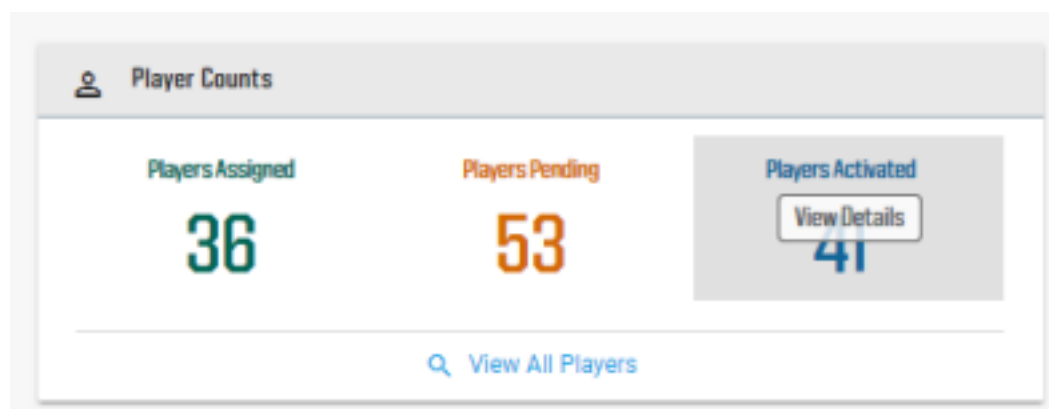 Player Counts
Players Assigned
Players Pending
Players Activated
36
53
View Details
41
View All Players